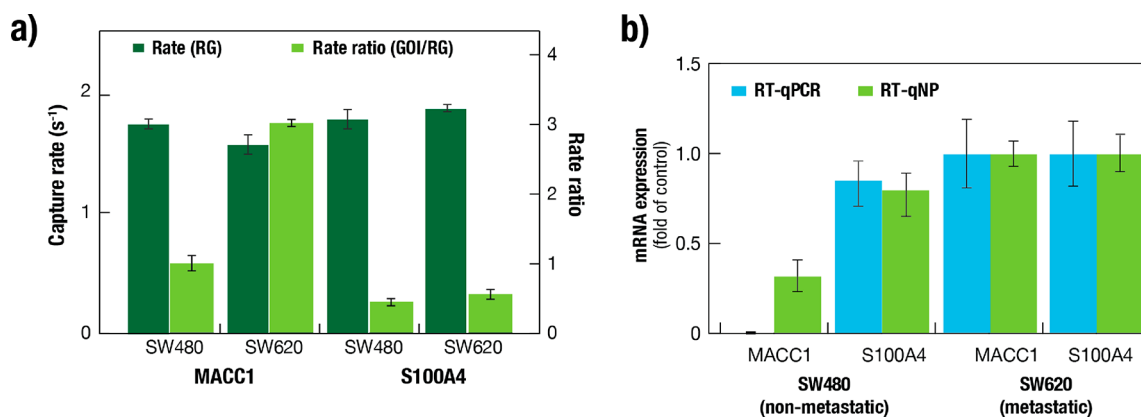 a)
Rate (RG)
Rate ratio (GOI/RG)
Capture rate (s⁻¹)
2
1
0
4
3
2
1
0
Rate ratio
SW480
SW620
SW480
SW620
MACC1
S100A4
b)
RT-qPCR
RT-qNP
mRNA expression
(fold of control)
1.5
1.0
0.5
0
MACC1
S100A4
MACC1
S100A4
SW480
(non-metastatic)
SW620
(metastatic)